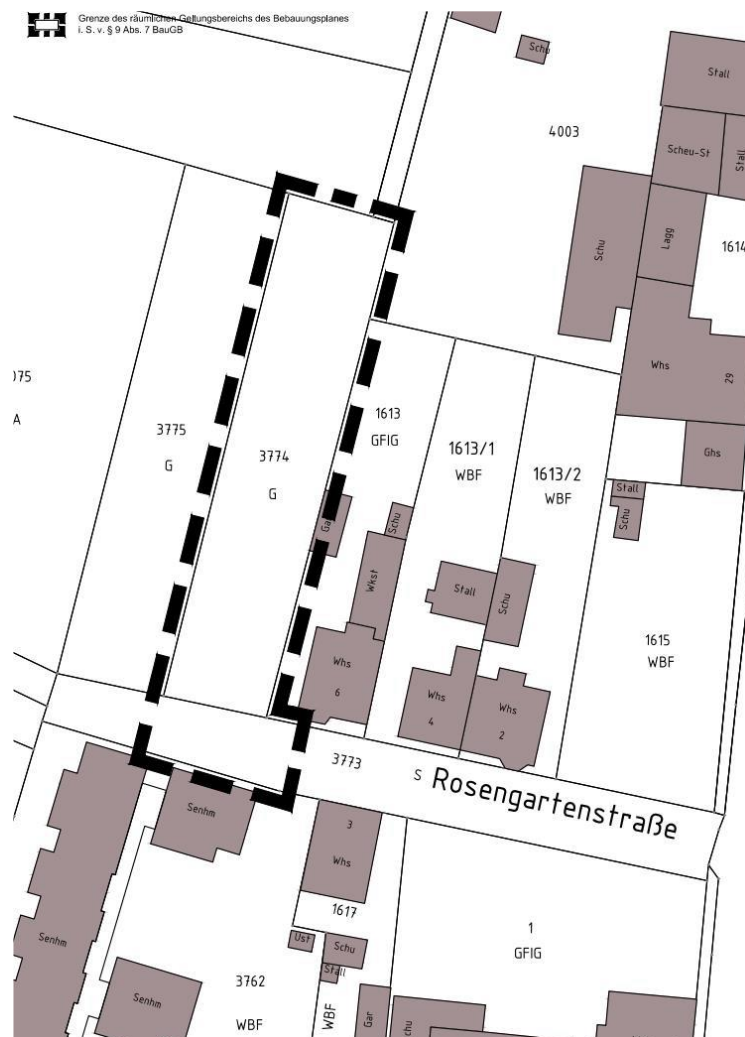 Grenze des räumlichen Geltungsbereichs des Bebauungsplanes
i. S. v. § 9 Abs. 7 BauGB
Schu
Stall
4003
Scheu-St
Stall
Schu
Lagg
1614
Whs
29
075
A
3775
G
3774
G
1613
GFIG
1613/1
WBF
1613/2
WBF
Ghs
Stall
Schu
Ga
Schu
Wkst
Stall
Schu
1615
WBF
Whs
6
Whs
4
Whs
2
3773
S
Rosengartenstraße
Senhm
3
Whs
1617
1
GFIG
Senhm
Ust
Schu
Stall
3762
WBF
Senhm
WBF
Gar
chu